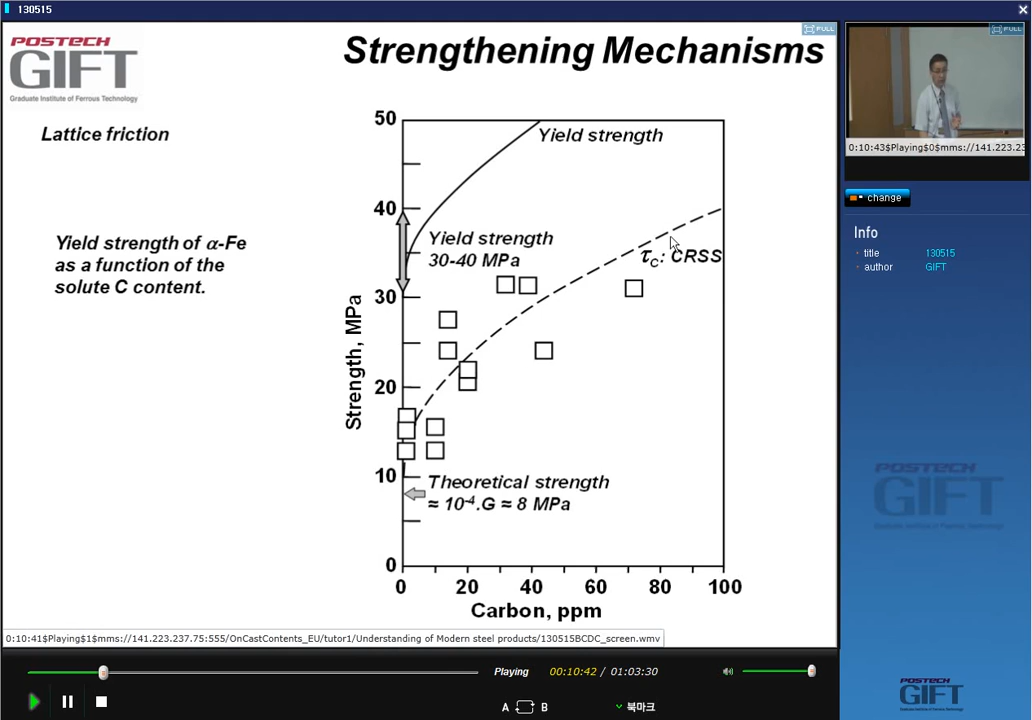 130515
POSTECH
GIFT
Graduate Institute of Ferrous Technology
Strengthening Mechanisms
FULL
FULL
Lattice friction
Yield strength of α-Fe
as a function of the
solute C content.
50
40
30
20
10
0
Strength, MPa
Yield strength
Yield strength
30-40 MPa
τC: CRSS
Theoretical strength
≈ 10-4.G ≈ 8 MPa
0 20 40 60 80 100
Carbon, ppm
0:10:43$Playing$0$mms://141.223.23
change
Info
title 130515
author GIFT
POSTECH
GIFT
0:10:41$Playing$1$mms://141.223.237.75:555/OnCastContents_EU/tutor1/Understanding of Modern steel products/130515BCDC_screen.wmv
Playing 00:10:42 / 01:03:30
A B
북마크
POSTECH
GIFT